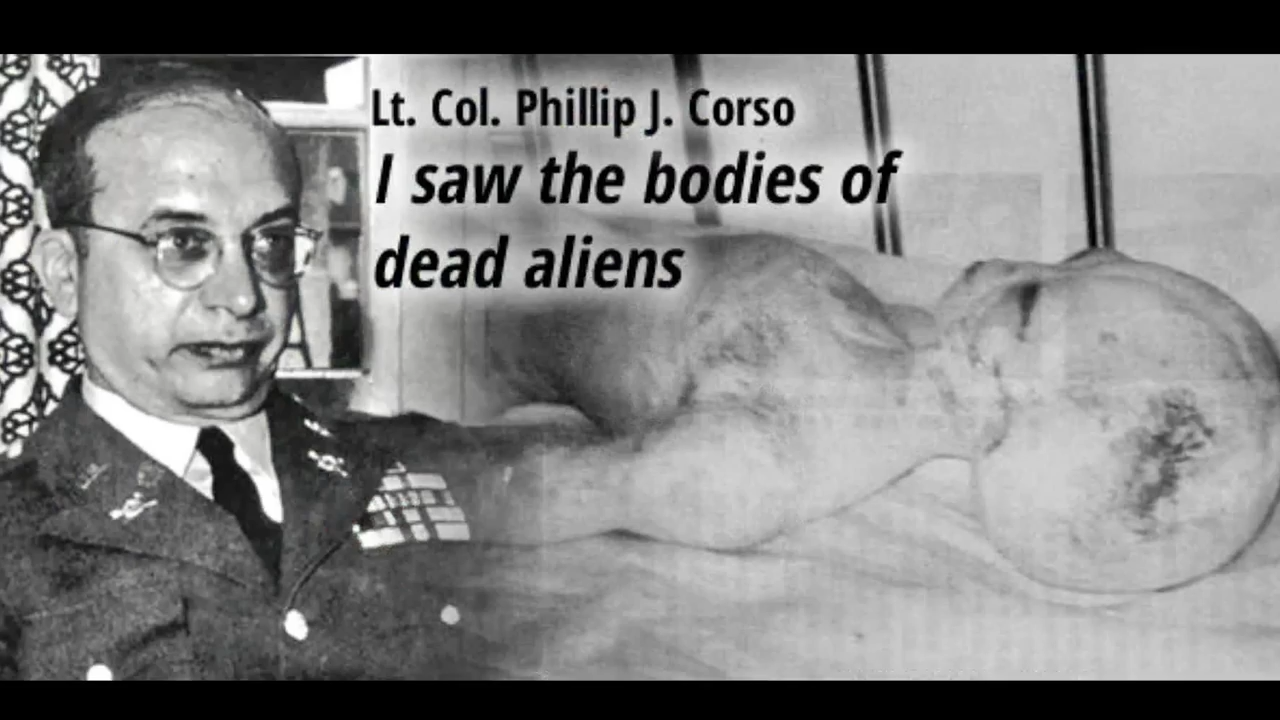 Lt. Col. Phillip J. Corso
I saw the bodies of
dead aliens